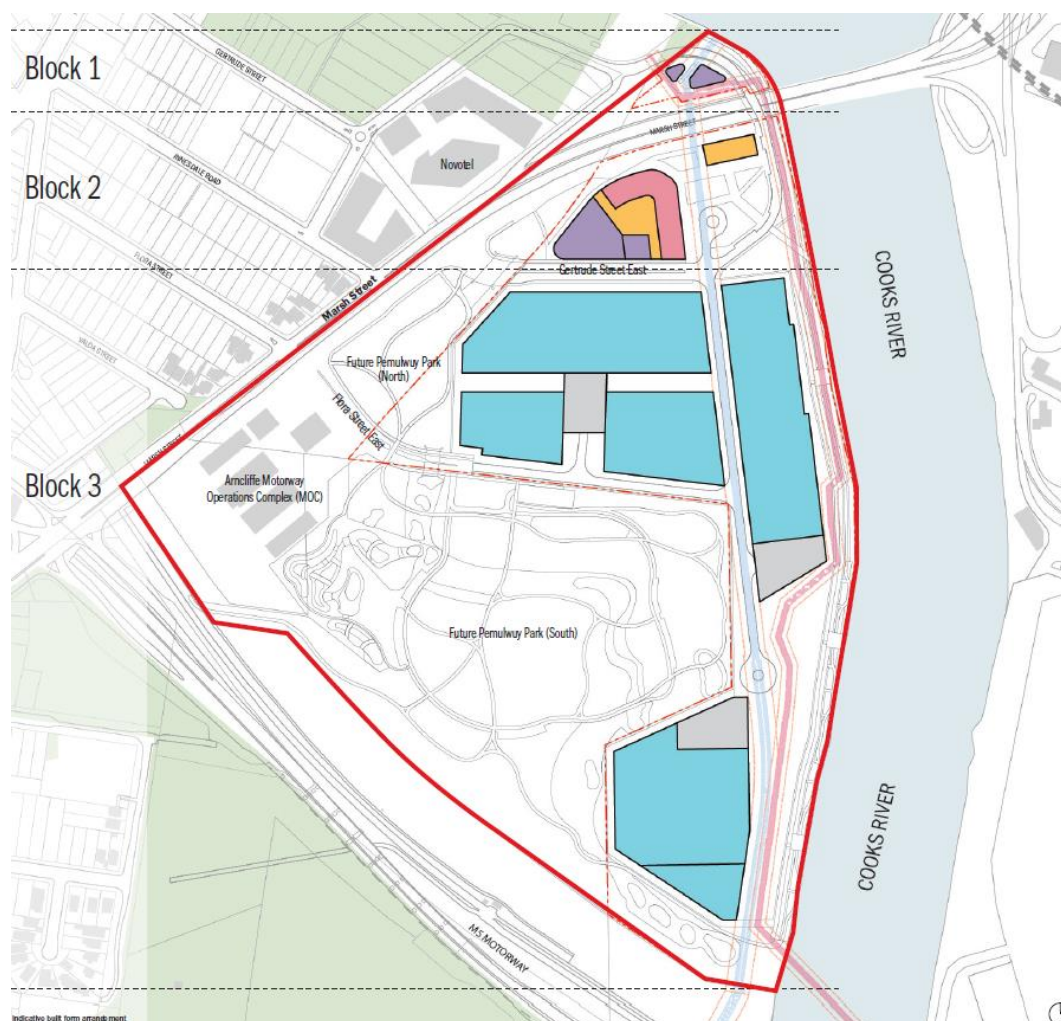 Block 1
GERTRUDE STREET
MARSH STREET
Novotel
Block 2
INNESDALE ROAD
FLORA STREET
Gertrude Street East
Marsh Street
COOKS RIVER
VALDA STREET
Future Pemulwuy Park
(North)
Flora Street East
MARSH STREET
Block 3
Arncliffe Motorway
Operations Complex (MOC)
Future Pemulwuy Park (South)
COOKS RIVER
M5 MOTORWAY
Indicative built form arrangement